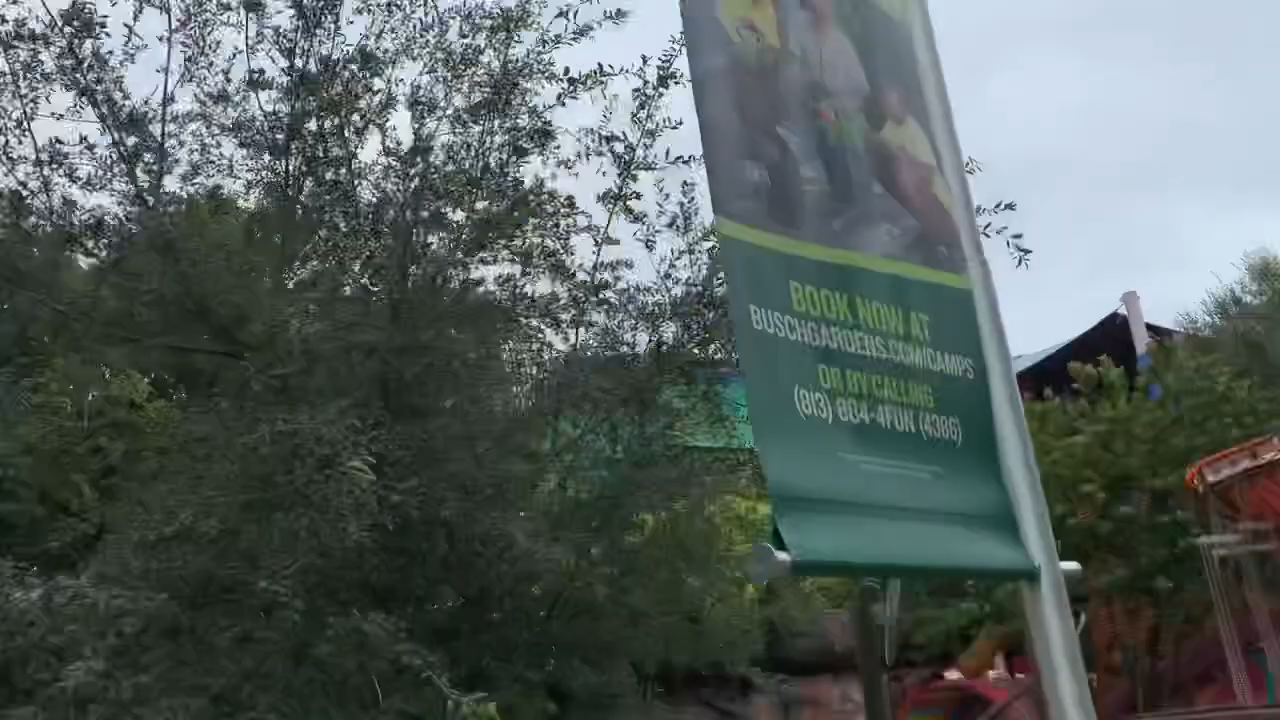 BOOK NOW AT
BUSCHGARDENS.COM/CAMPS
OR BY CALLING
(813) 884-4FUN (4386)